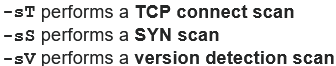 -sT performs a TCP connect scan
-sS performs a SYN scan
-sV performs a version detection scan